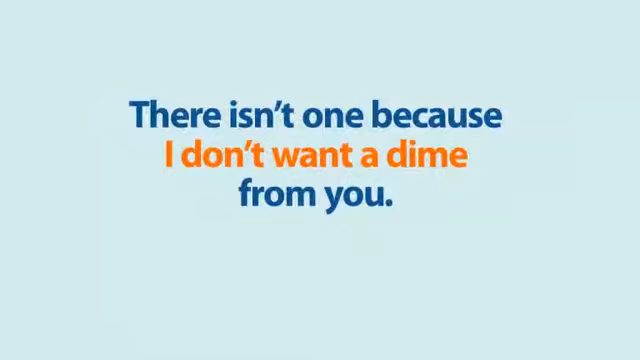 There isn’t one because
I don’t want a dime
from you.